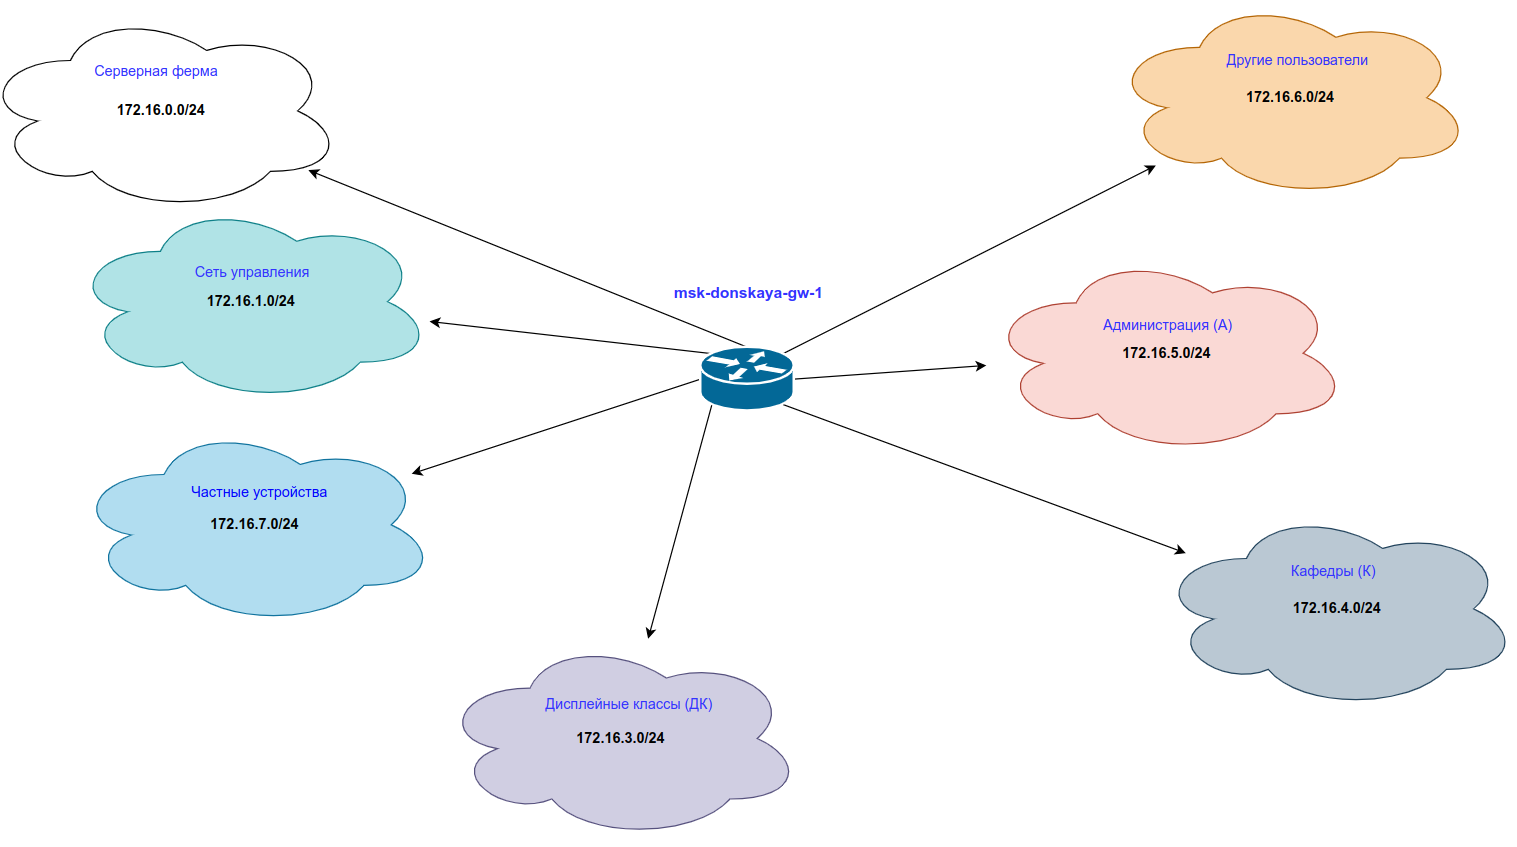 Серверная ферма
172.16.0.0/24
Другие пользователи
172.16.6.0/24
Сеть управления
172.16.1.0/24
msk-donskaya-gw-1
Администрация (А)
172.16.5.0/24
Частные устройства
172.16.7.0/24
Кафедры (К)
172.16.4.0/24
Дисплейные классы (ДК)
172.16.3.0/24